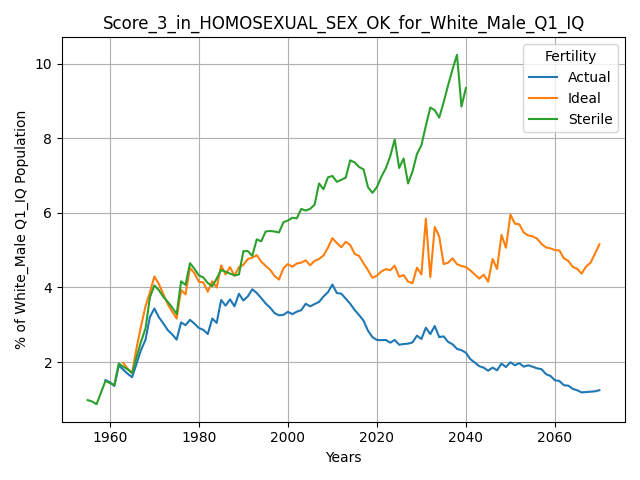 Score_3_in_HOMOSEXUAL_SEX_OK_for_White_Male_Q1_IQ
% of White_Male Q1_IQ Population
10
8
6
4
2
Fertility
Actual
Ideal
Sterile
1960 1980 2000 2020 2040 2060
Years